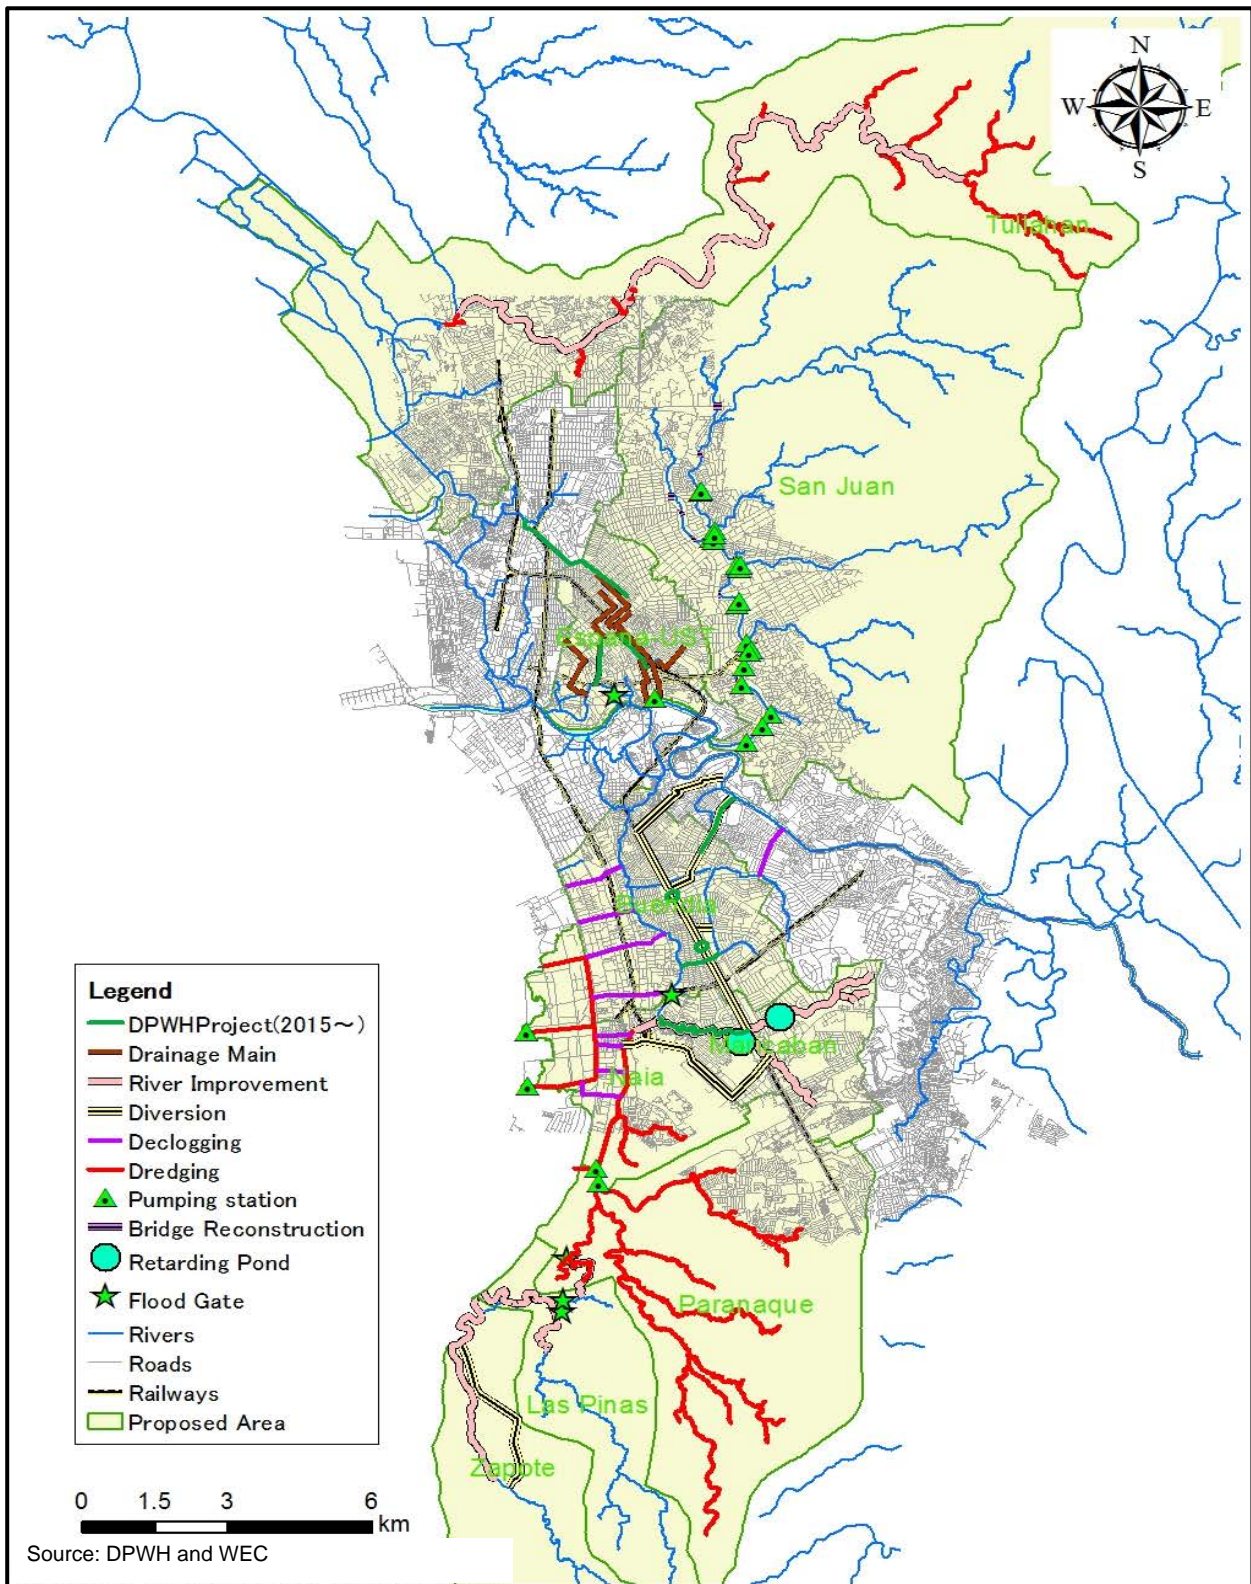 N
W E
S
Tullahan
San Juan
Espana-UST
Buendia
Maricaban
Naia
Paranaque
Las Pinas
Zapote
Legend
DPWHProject(2015～)
Drainage Main
River Improvement
Diversion
Declogging
Dredging
Pumping station
Bridge Reconstruction
Retarding Pond
Flood Gate
Rivers
Roads
Railways
Proposed Area
0 1.5 3 6
km
Source: DPWH and WEC